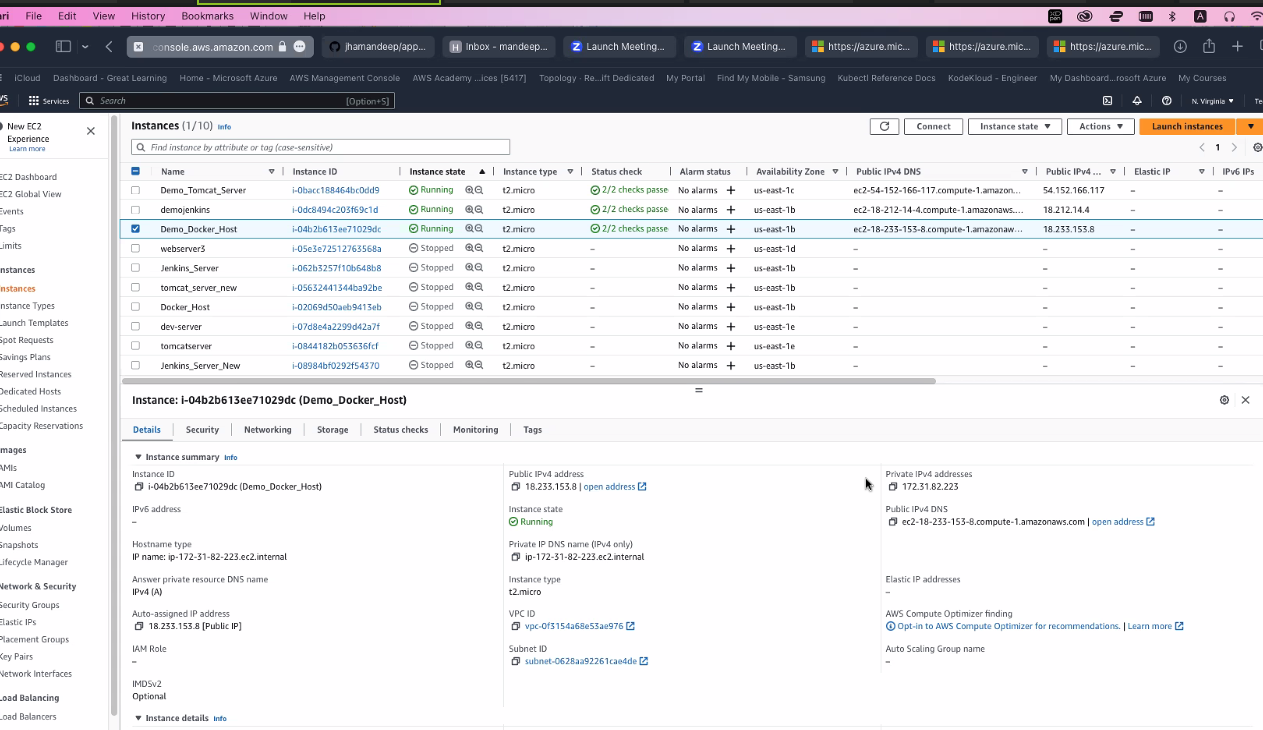 ari File Edit View History Bookmarks Window Help
console.aws.amazon.com jhamandeep/app... Inbox - mandeep... Launch Meeting... Launch Meeting... https://azure.mic... https://azure.mic... https://azure.mic...
iCloud Dashboard - Great Learning Home - Microsoft Azure AWS Management Console AWS Academy ...ices [5417] Topology · Re...ift Dedicated My Portal Find My Mobile - Samsung Kubectl Reference Docs KodeKloud - Engineer My Dashboard...rosoft Azure My Courses
Services Search [Option+S] N. Virginia
New EC2
Experience
Learn more
EC2 Dashboard
EC2 Global View
Events
Tags
Limits
Instances
Instances
Instance Types
Launch Templates
Spot Requests
Savings Plans
Reserved Instances
Dedicated Hosts
Scheduled Instances
Capacity Reservations
Images
AMIs
AMI Catalog
Elastic Block Store
Volumes
Snapshots
Lifecycle Manager
Network & Security
Security Groups
Elastic IPs
Placement Groups
Key Pairs
Network Interfaces
Load Balancing
Load Balancers
Instances (1/10) Info Connect Instance state Actions Launch instances
Find instance by attribute or tag (case-sensitive) 1
Name Instance ID Instance state Instance type Status check Alarm status Availability Zone Public IPv4 DNS Public IPv4 ... Elastic IP IPv6 IPs
Demo_Tomcat_Server i-0bacc188464bc0dd9 Running t2.micro 2/2 checks passe No alarms + us-east-1c ec2-54-152-166-117.compute-1.amazon... 54.152.166.117 – –
demojenkins i-0dc8494c203f69c1d Running t2.micro 2/2 checks passe No alarms + us-east-1b ec2-18-212-14-4.compute-1.amazonaws.... 18.212.14.4 – –
Demo_Docker_Host i-04b2b613ee71029dc Running t2.micro 2/2 checks passe No alarms + us-east-1b ec2-18-233-153-8.compute-1.amazonaw... 18.233.153.8 – –
webserver3 i-05e3e72512763568a Stopped t2.micro – No alarms + us-east-1d – – – –
Jenkins_Server i-062b3257f10b648b8 Stopped t2.micro – No alarms + us-east-1b – – – –
tomcat_server_new i-05632441344ba92be Stopped t2.micro – No alarms + us-east-1b – – – –
Docker_Host i-02069d50aeb9413eb Stopped t2.micro – No alarms + us-east-1b – – – –
dev-server i-07d8e4a2299d42a7f Stopped t2.micro – No alarms + us-east-1e – – – –
tomcatserver i-0844182b053636fcf Stopped t2.micro – No alarms + us-east-1e – – – –
Jenkins_Server_New i-08984bf0292f54370 Stopped t2.micro – No alarms + us-east-1b – – – –
Instance: i-04b2b613ee71029dc (Demo_Docker_Host)
Details Security Networking Storage Status checks Monitoring Tags
Instance summary Info
Instance ID Public IPv4 address Private IPv4 addresses
i-04b2b613ee71029dc (Demo_Docker_Host) 18.233.153.8 | open address 172.31.82.223
IPv6 address Instance state Public IPv4 DNS
– Running ec2-18-233-153-8.compute-1.amazonaws.com | open address
Hostname type Private IP DNS name (IPv4 only)
IP name: ip-172-31-82-223.ec2.internal ip-172-31-82-223.ec2.internal
Answer private resource DNS name Instance type Elastic IP addresses
IPv4 (A) t2.micro –
Auto-assigned IP address VPC ID AWS Compute Optimizer finding
18.233.153.8 [Public IP] vpc-0f3154a68e53ae976 Opt-in to AWS Compute Optimizer for recommendations. | Learn more
IAM Role Subnet ID Auto Scaling Group name
– subnet-0628aa92261cae4de –
IMDSv2
Optional
Instance details Info